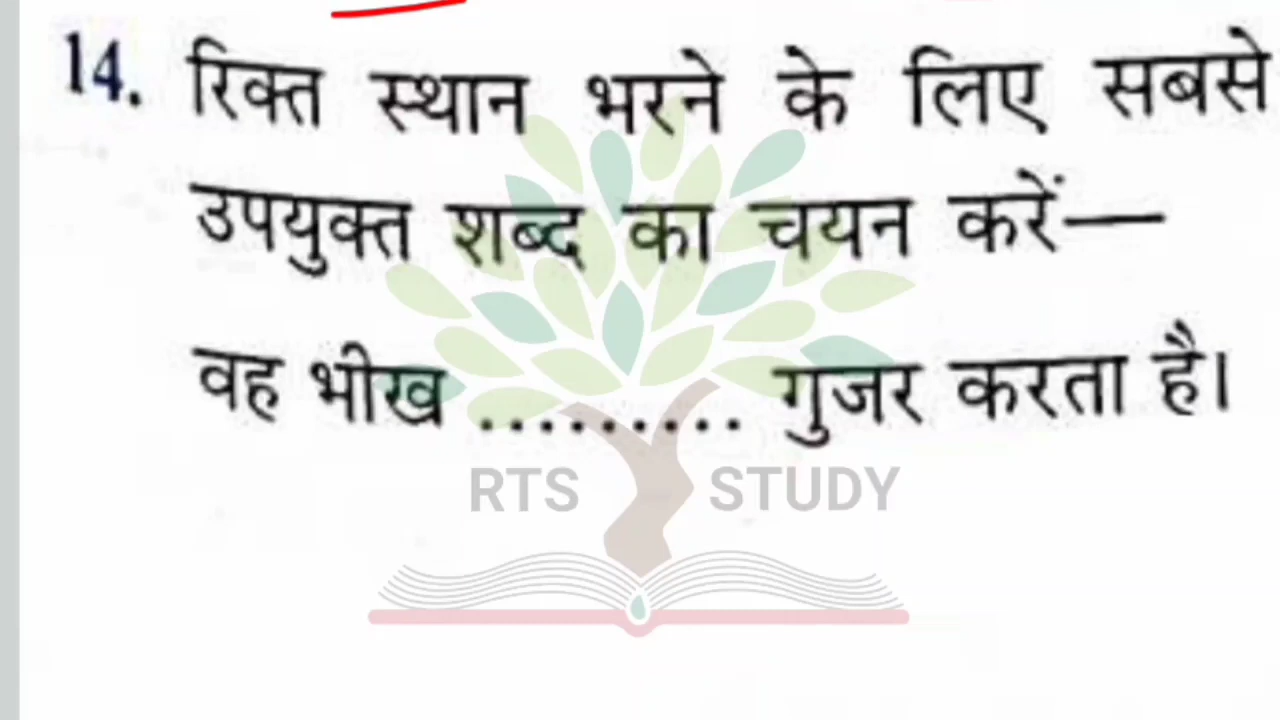 14. रिक्त स्थान भरने के लिए सबसे
उपयुक्त शब्द का चयन करें—
वह भीख .......... गुजर करता है।
RTS STUDY